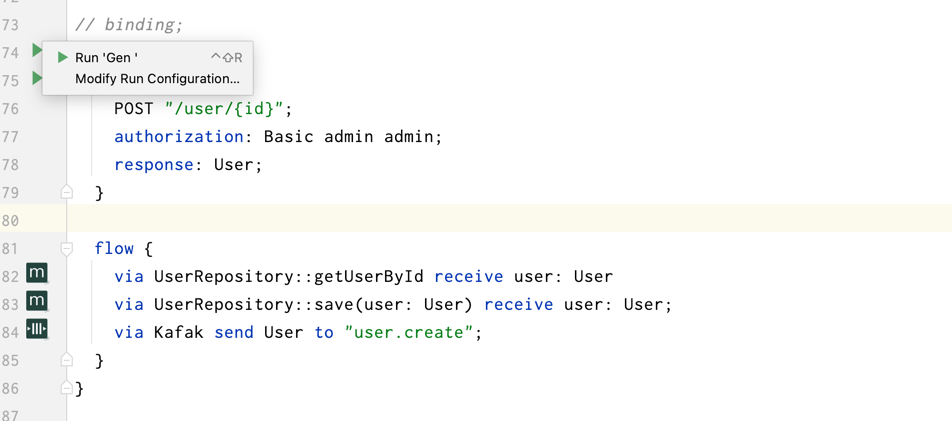 72
73 // binding;
74
Run 'Gen ' ^⇧R
75
Modify Run Configuration...
76 POST "/user/{id}";
77 authorization: Basic admin admin;
78 response: User;
79 }
80
81 flow {
82 m via UserRepository::getUserById receive user: User
83 m via UserRepository::save(user: User) receive user: User;
84 via Kafak send User to "user.create";
85 }
86 }
87